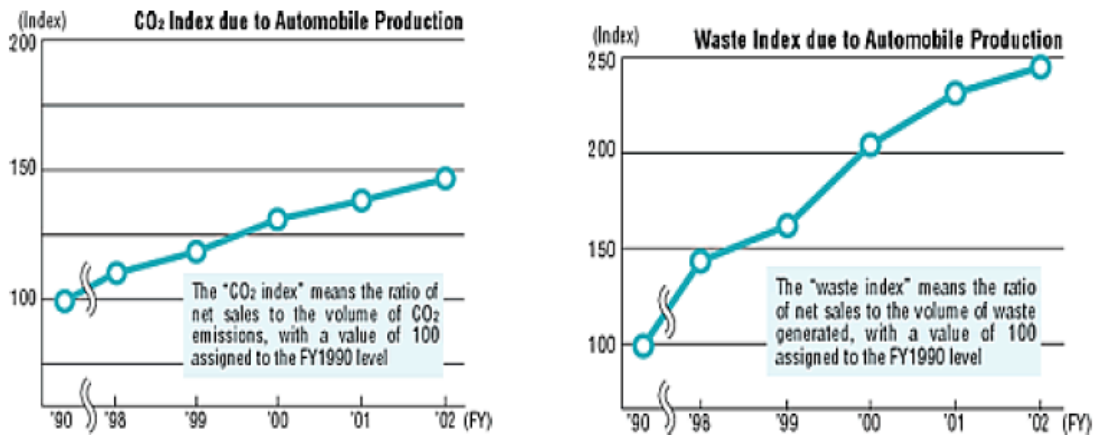 (Index)
CO₂ Index due to Automobile Production
200
150
100
The "CO₂ index" means the ratio of
net sales to the volume of CO₂
emissions, with a value of 100
assigned to the FY1990 level
'90 '98 '99 '00 '01 '02 (FY)
(Index)
Waste Index due to Automobile Production
250
200
150
100
The "waste index" means the ratio
of net sales to the volume of waste
generated, with a value of 100
assigned to the FY1990 level
'90 '98 '99 '00 '01 '02 (FY)